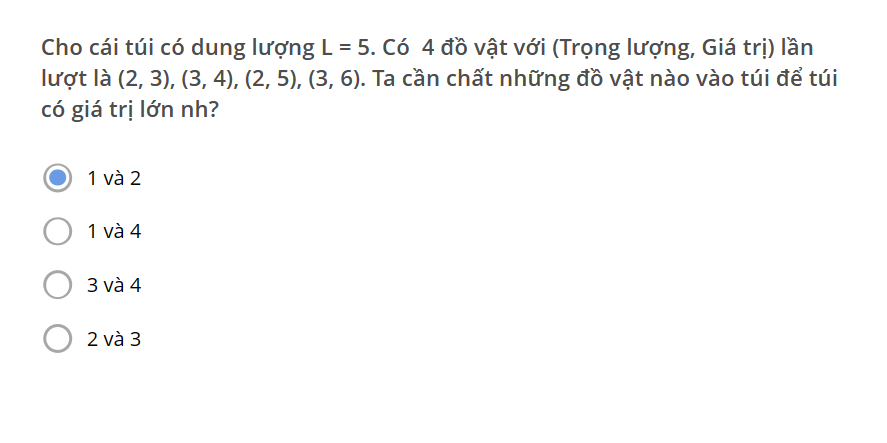 Cho cái túi có dung lượng L = 5. Có  4 đồ vật với (Trọng lượng, Giá trị) lần
lượt là (2, 3), (3, 4), (2, 5), (3, 6). Ta cần chất những đồ vật nào vào túi để túi
có giá trị lớn nh?
1 và 2
1 và 4
3 và 4
2 và 3